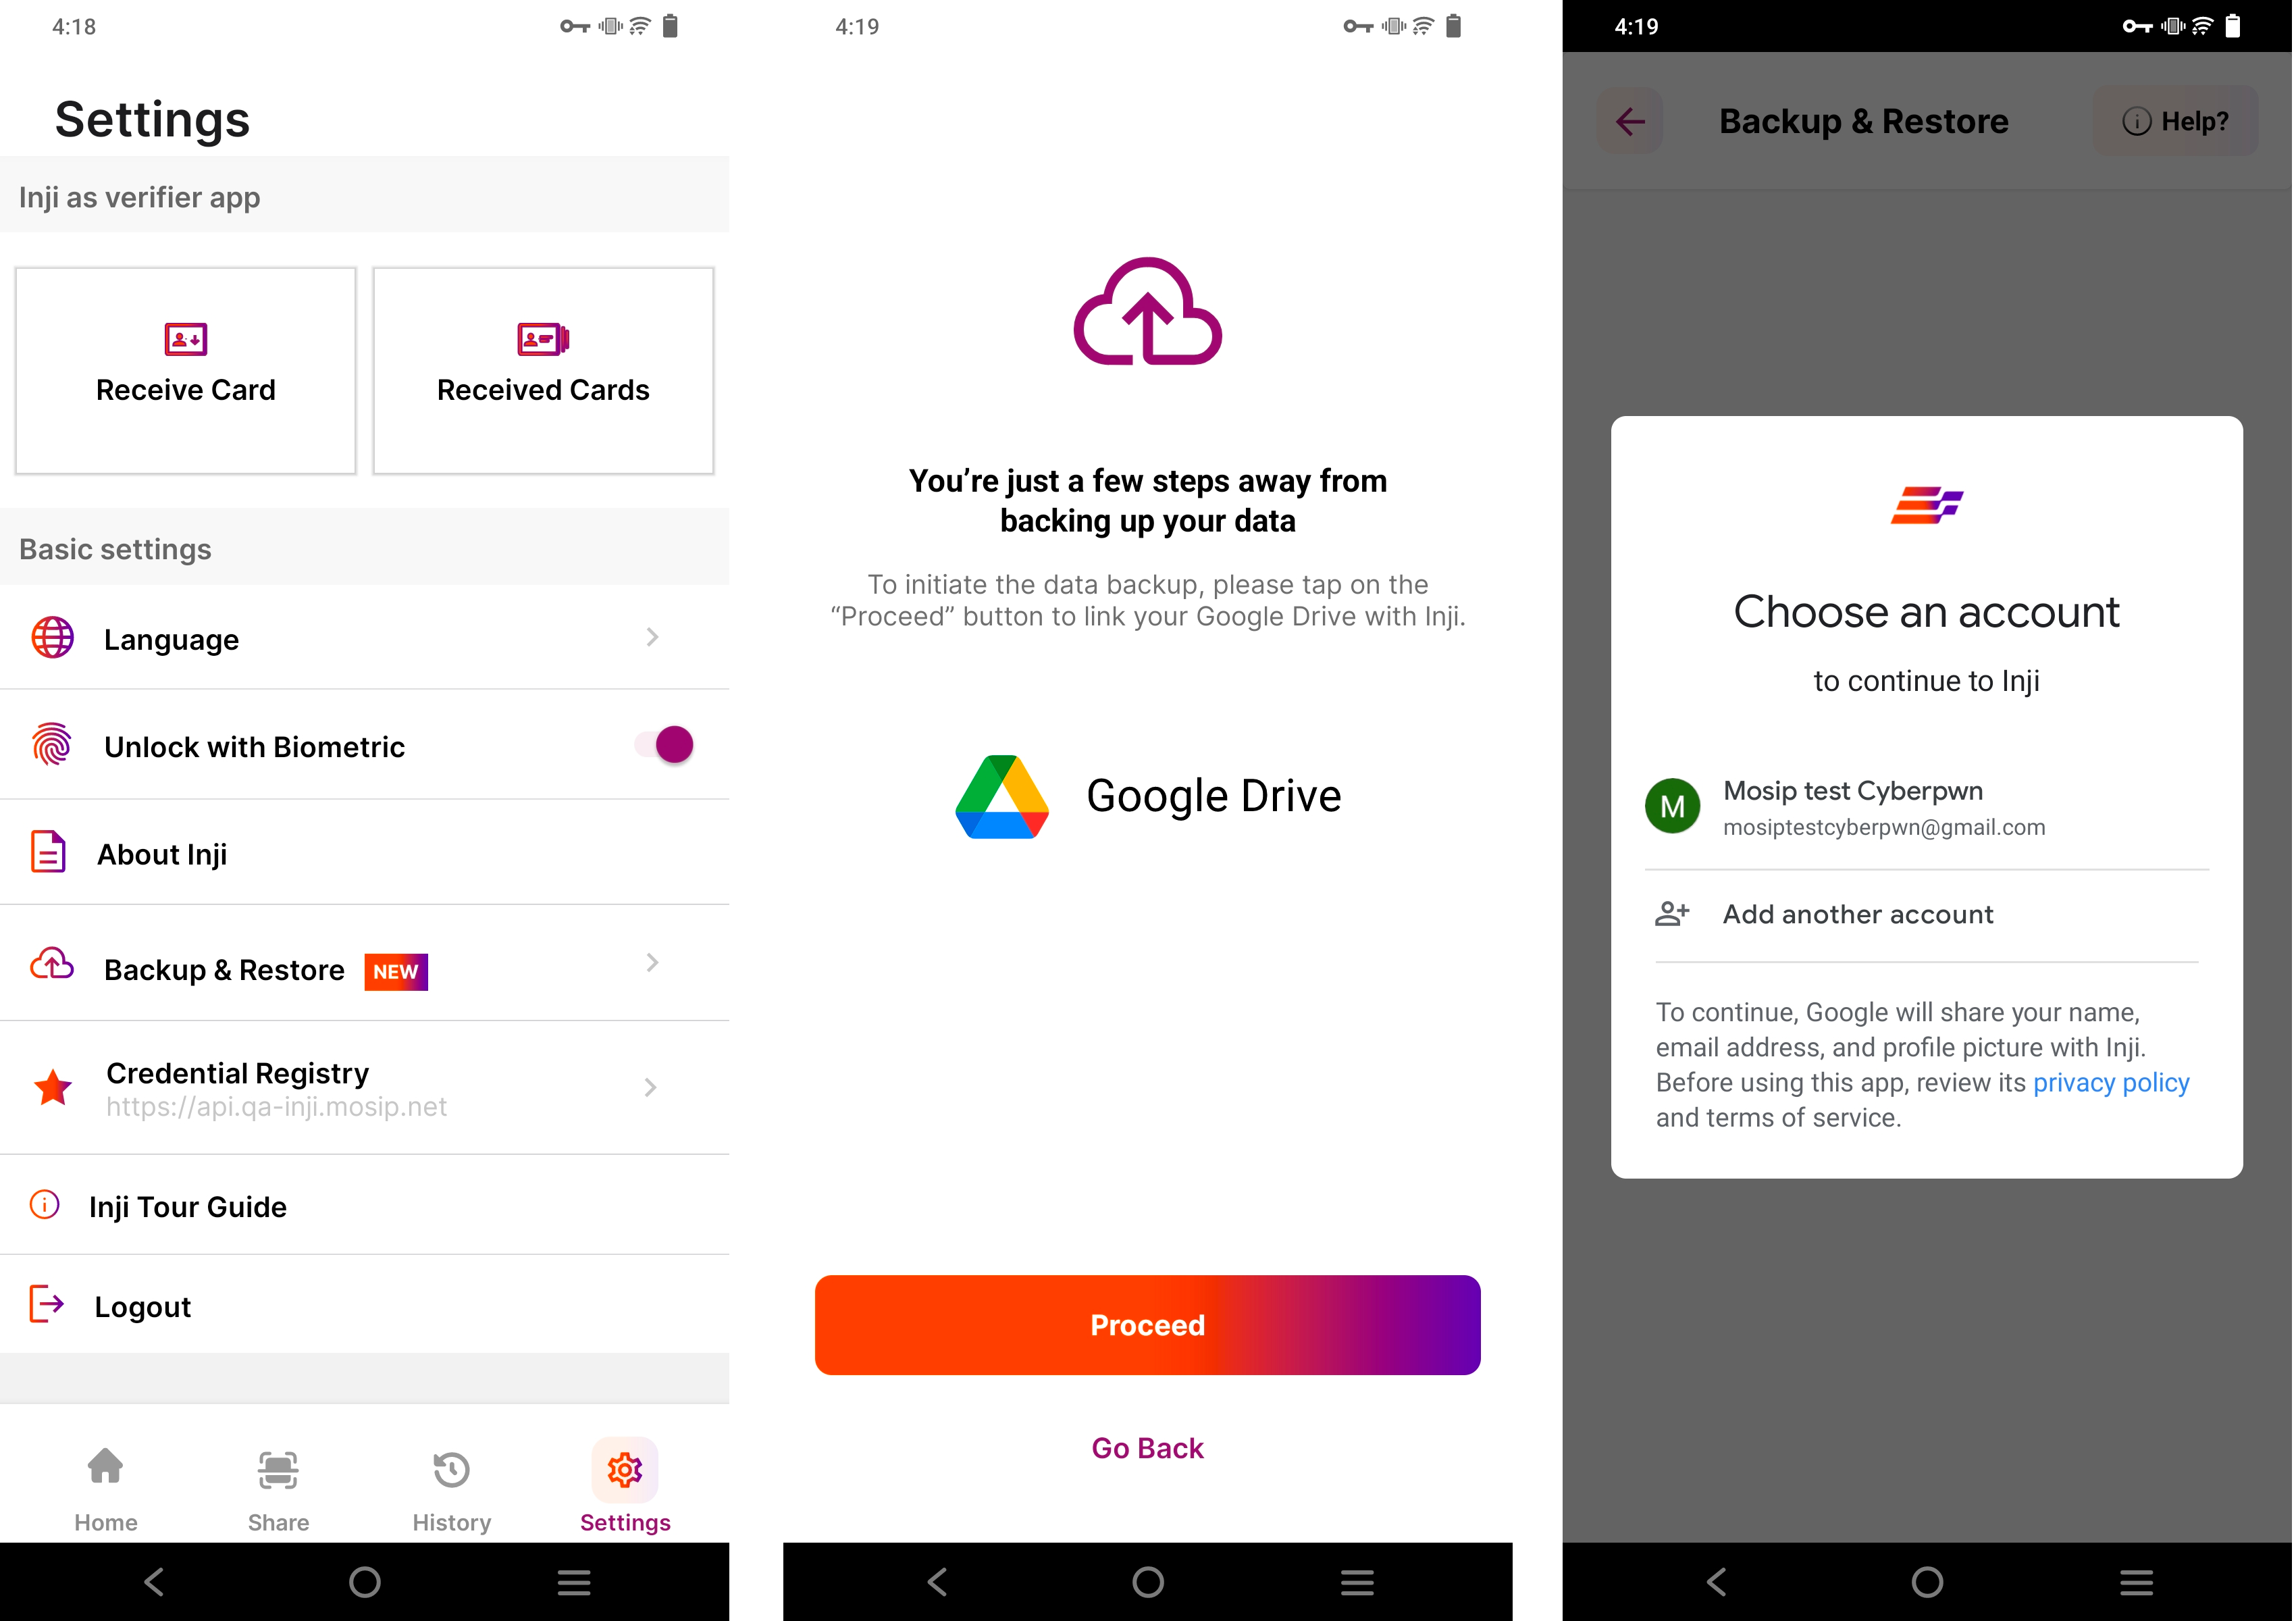 4:18
Settings
Inji as verifier app
Receive Card
Received Cards
Basic settings
Language
Unlock with Biometric
About Inji
Backup & Restore NEW
Credential Registry
https://api.qa-inji.mosip.net
Inji Tour Guide
Logout
Home
Share
History
Settings
4:19
You’re just a few steps away from
backing up your data
To initiate the data backup, please tap on the
“Proceed” button to link your Google Drive with Inji.
Google Drive
Proceed
Go Back
4:19
Backup & Restore
Help?
Choose an account
to continue to Inji
M
Mosip test Cyberpwn
mosiptestcyberpwn@gmail.com
Add another account
To continue, Google will share your name,
email address, and profile picture with Inji.
Before using this app, review its privacy policy
and terms of service.